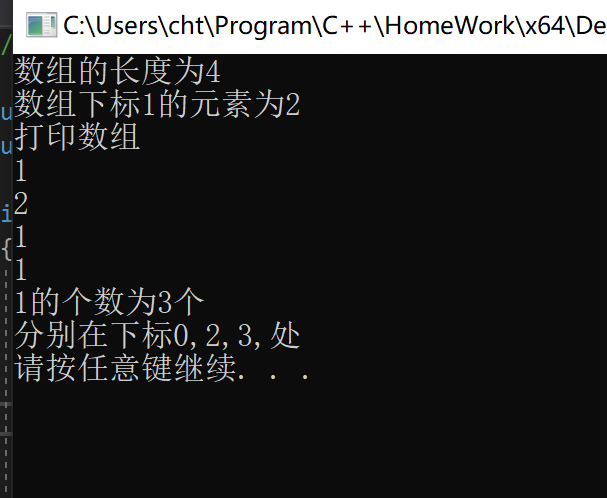 C:\Users\cht\Program\C++\HomeWork\x64\De
数组的长度为4
数组下标1的元素为2
打印数组
1
2
1
1
1的个数为3个
分别在下标0,2,3,处
请按任意键继续. . .